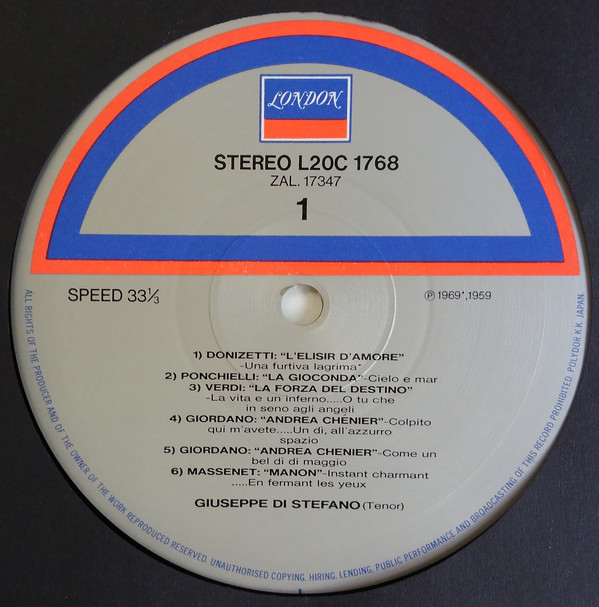 LONDON
STEREO L20C 1768
ZAL. 17347
1
SPEED 33⅓
℗ 1969*,1959
1) DONIZETTI: "L'ELISIR D'AMORE"
-Una furtiva lagrima*
2) PONCHIELLI: "LA GIOCONDA"-Cielo e mar
3) VERDI: "LA FORZA DEL DESTINO"
-La vita e un inferno.....O tu che
in seno agli angeli
4) GIORDANO: "ANDREA CHENIER"-Colpito
qui m'avete.....Un di, all'azzurro
spazio
5) GIORDANO: "ANDREA CHENIER"-Come un
bel di di maggio
6) MASSENET: "MANON"-Instant charmant
.....En fermant les yeux
GIUSEPPE DI STEFANO (Tenor)
ALL RIGHTS OF THE PRODUCER AND OF THE OWNER OF THE WORK REPRODUCED RESERVED. UNAUTHORISED COPYING, HIRING, LENDING, PUBLIC PERFORMANCE AND BROADCASTING OF THIS RECORD PROHIBITED. POLYDOR K.K. JAPAN